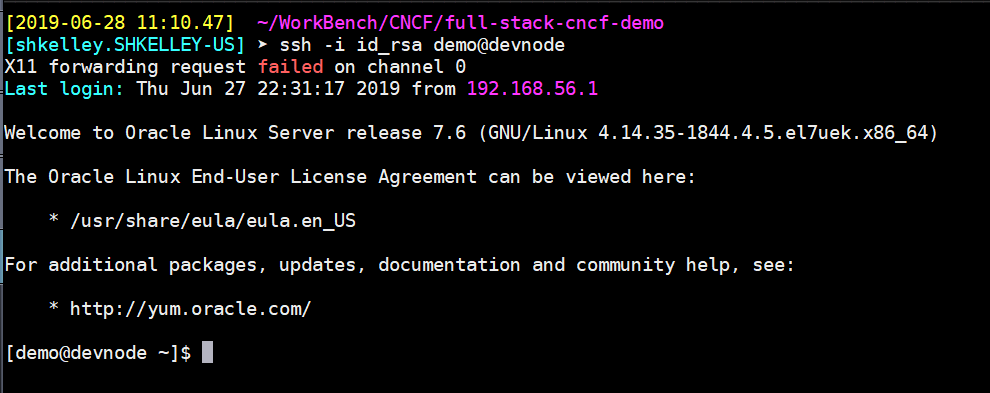 [2019-06-28 11:10.47]  ~/WorkBench/CNCF/full-stack-cncf-demo
[shkelley.SHKELLEY-US] ➤ ssh -i id_rsa demo@devnode
X11 forwarding request failed on channel 0
Last login: Thu Jun 27 22:31:17 2019 from 192.168.56.1
Welcome to Oracle Linux Server release 7.6 (GNU/Linux 4.14.35-1844.4.5.el7uek.x86_64)
The Oracle Linux End-User License Agreement can be viewed here:
    * /usr/share/eula/eula.en_US
For additional packages, updates, documentation and community help, see:
    * http://yum.oracle.com/
[demo@devnode ~]$